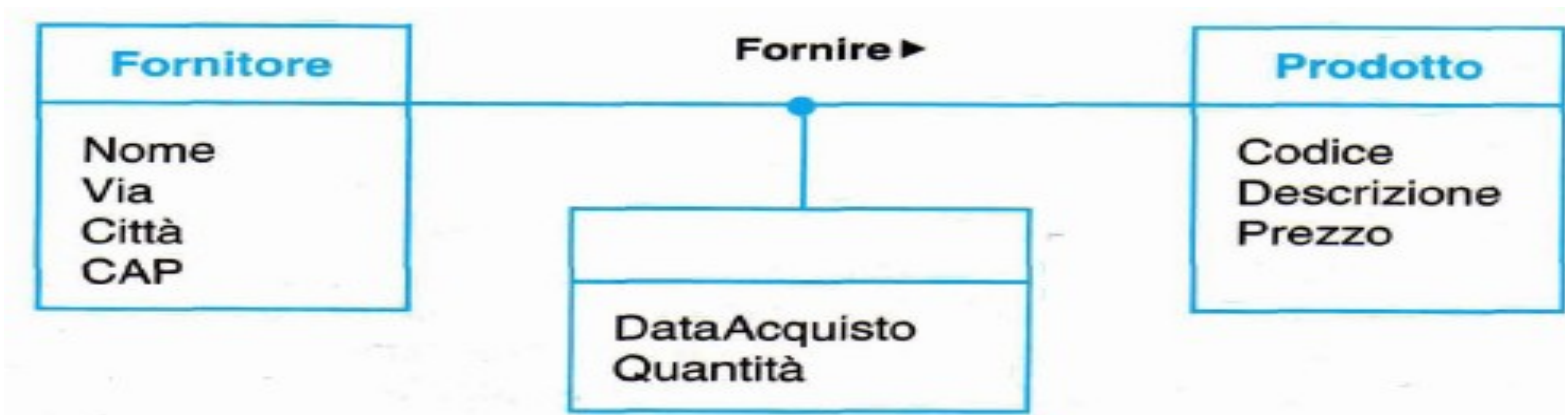 Fornitore
Nome
Via
Città
CAP
Fornire ►
DataAcquisto
Quantità
Prodotto
Codice
Descrizione
Prezzo